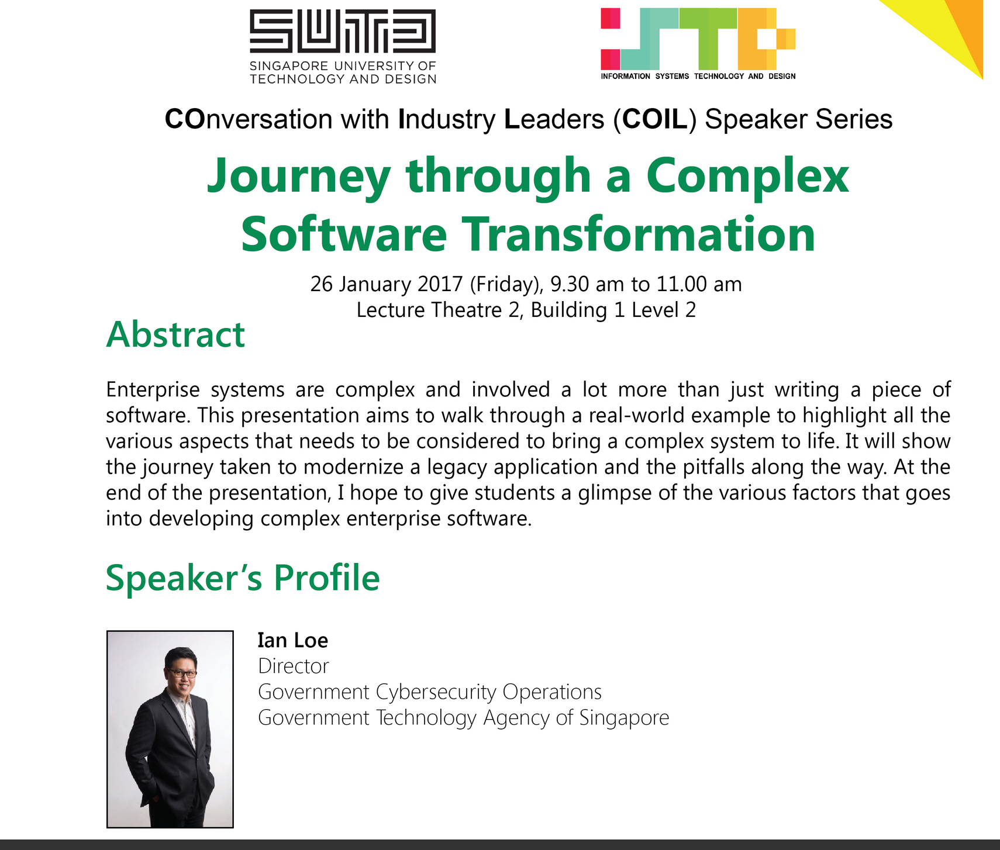 SUTD
SINGAPORE UNIVERSITY OF
TECHNOLOGY AND DESIGN
ISTD
INFORMATION SYSTEMS TECHNOLOGY AND DESIGN
COnversation with Industry Leaders (COIL) Speaker Series
Journey through a Complex
Software Transformation
26 January 2017 (Friday), 9.30 am to 11.00 am
Lecture Theatre 2, Building 1 Level 2
Abstract
Enterprise systems are complex and involved a lot more than just writing a piece of
software. This presentation aims to walk through a real-world example to highlight all the
various aspects that needs to be considered to bring a complex system to life. It will show
the journey taken to modernize a legacy application and the pitfalls along the way. At the
end of the presentation, I hope to give students a glimpse of the various factors that goes
into developing complex enterprise software.
Speaker’s Profile
Ian Loe
Director
Government Cybersecurity Operations
Government Technology Agency of Singapore